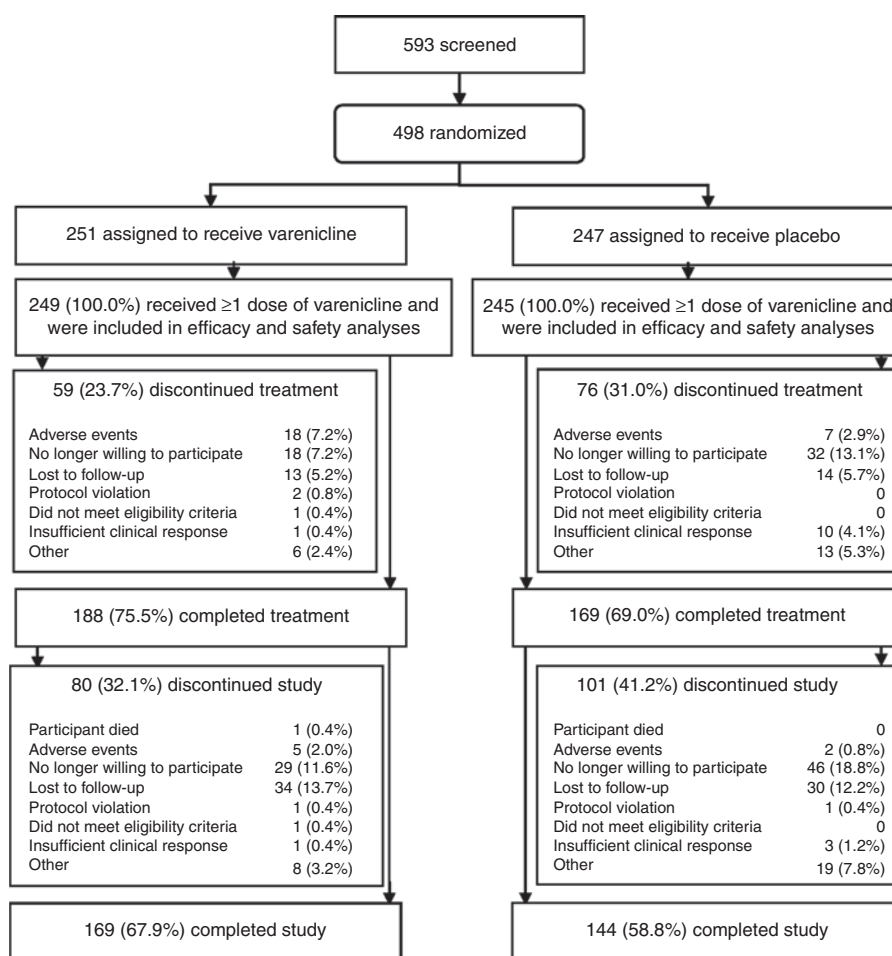 593 screened
498 randomized
251 assigned to receive varenicline
247 assigned to receive placebo
249 (100.0%) received ≥1 dose of varenicline and
were included in efficacy and safety analyses
245 (100.0%) received ≥1 dose of varenicline and
were included in efficacy and safety analyses
59 (23.7%) discontinued treatment
Adverse events 18 (7.2%)
No longer willing to participate 18 (7.2%)
Lost to follow-up 13 (5.2%)
Protocol violation 2 (0.8%)
Did not meet eligibility criteria 1 (0.4%)
Insufficient clinical response 1 (0.4%)
Other 6 (2.4%)
76 (31.0%) discontinued treatment
Adverse events 7 (2.9%)
No longer willing to participate 32 (13.1%)
Lost to follow-up 14 (5.7%)
Protocol violation 0
Did not meet eligibility criteria 0
Insufficient clinical response 10 (4.1%)
Other 13 (5.3%)
188 (75.5%) completed treatment
169 (69.0%) completed treatment
80 (32.1%) discontinued study
Participant died 1 (0.4%)
Adverse events 5 (2.0%)
No longer willing to participate 29 (11.6%)
Lost to follow-up 34 (13.7%)
Protocol violation 1 (0.4%)
Did not meet eligibility criteria 1 (0.4%)
Insufficient clinical response 1 (0.4%)
Other 8 (3.2%)
101 (41.2%) discontinued study
Participant died 0
Adverse events 2 (0.8%)
No longer willing to participate 46 (18.8%)
Lost to follow-up 30 (12.2%)
Protocol violation 1 (0.4%)
Did not meet eligibility criteria 0
Insufficient clinical response 3 (1.2%)
Other 19 (7.8%)
169 (67.9%) completed study
144 (58.8%) completed study